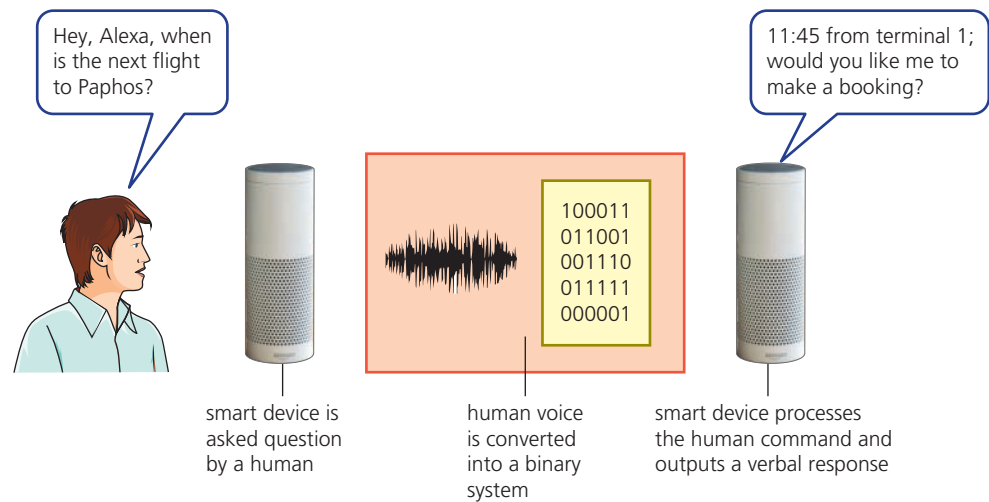 Hey, Alexa, when
is the next flight
to Paphos?
11:45 from terminal 1;
would you like me to
make a booking?
100011
011001
001110
011111
000001
smart device is
asked question
by a human
human voice
is converted
into a binary
system
smart device processes
the human command and
outputs a verbal response